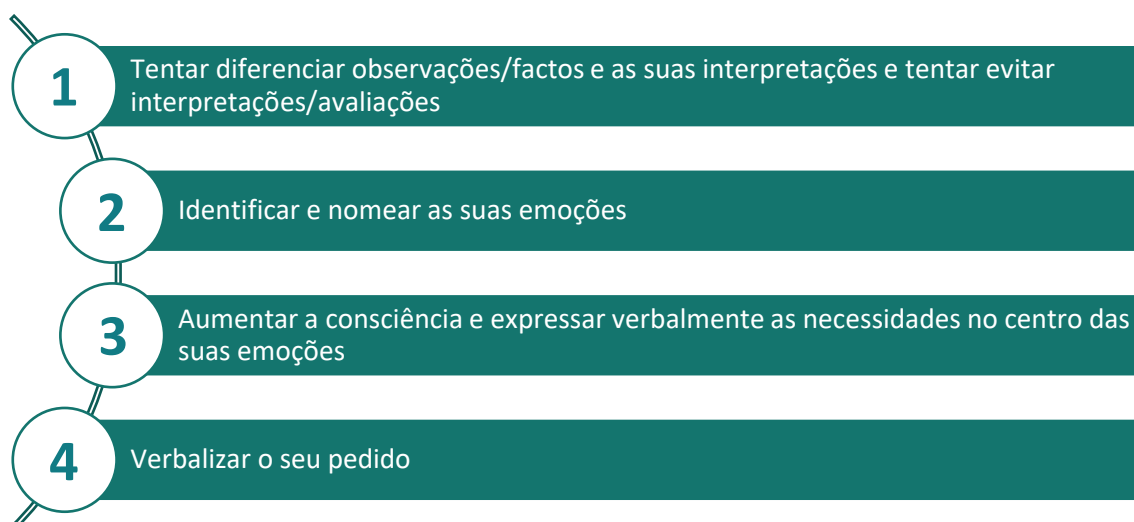 1
Tentar diferenciar observações/factos e as suas interpretações e tentar evitar
interpretações/avaliações
2
Identificar e nomear as suas emoções
3
Aumentar a consciência e expressar verbalmente as necessidades no centro das
suas emoções
4
Verbalizar o seu pedido